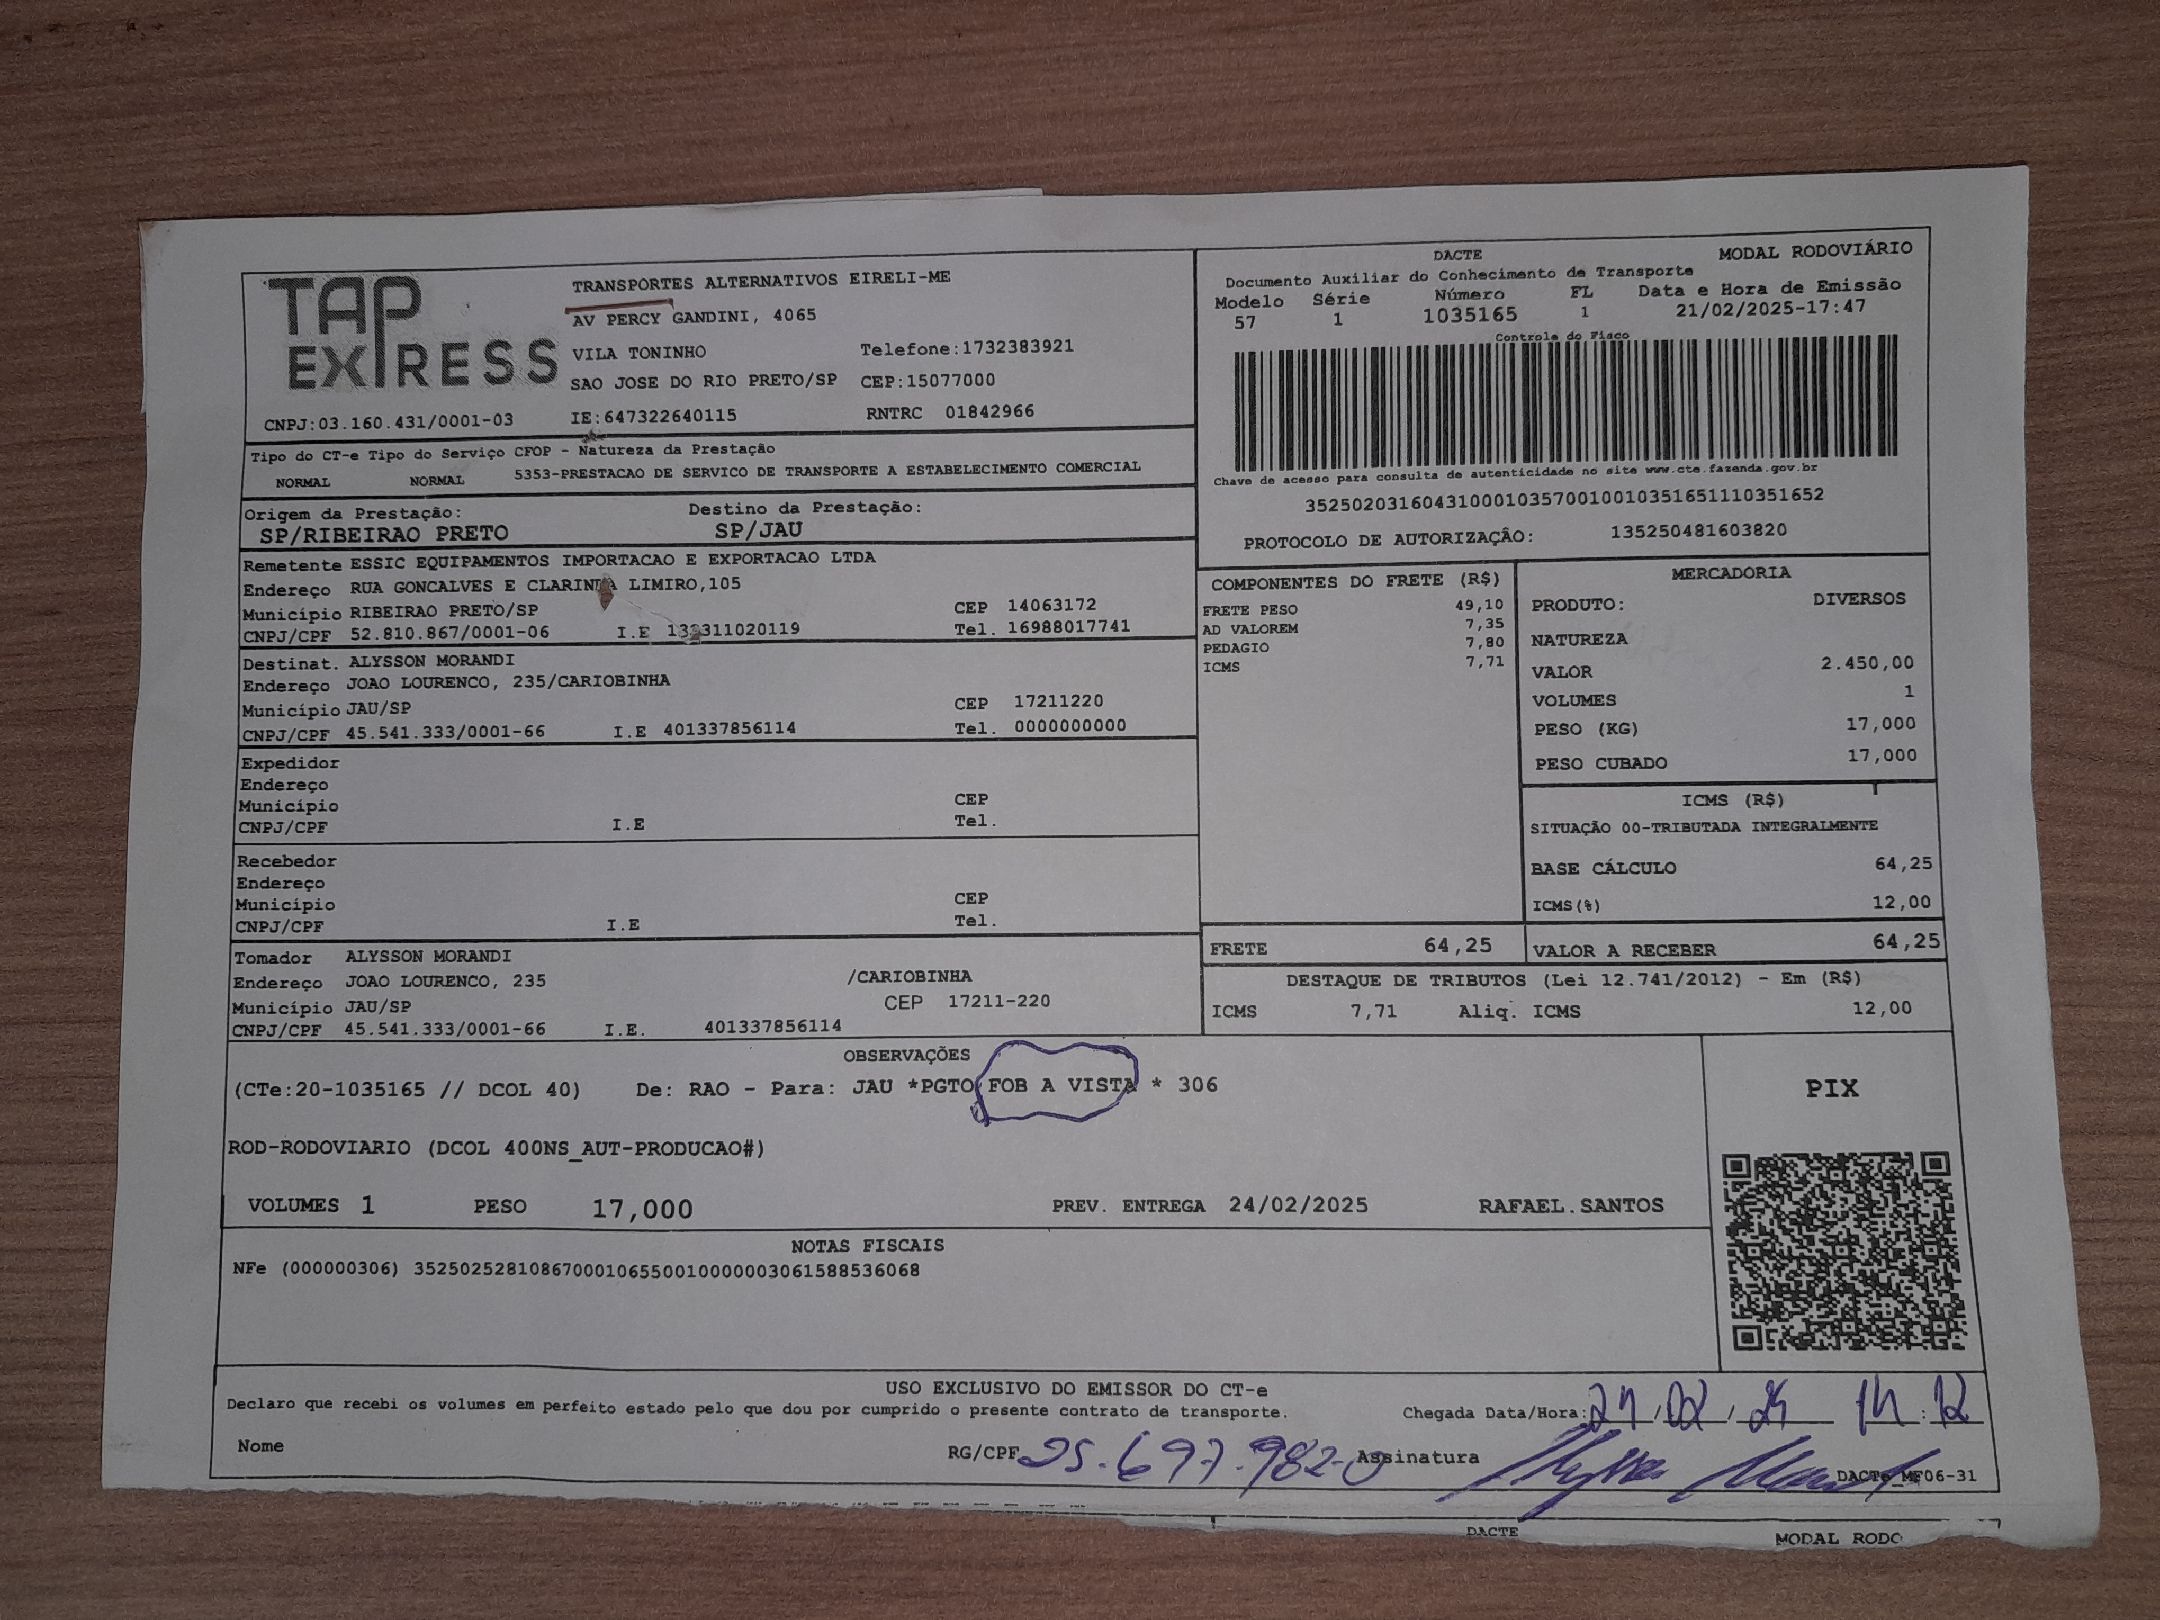 TAP EXPRESS
TRANSPORTES ALTERNATIVOS EIRELI-ME
AV PERCY GANDINI, 4065
VILA TONINHO Telefone:1732383921
SAO JOSE DO RIO PRETO/SP CEP:15077000
CNPJ:03.160.431/0001-03 IE:647322640115 RNTRC 01842966
DACTE MODAL RODOVIÁRIO
Documento Auxiliar do Conhecimento de Transporte
Modelo Série Número FL Data e Hora de Emissão
57 1 1035165 1 21/02/2025-17:47
Controle do Fisco
Chave de acesso para consulta de autenticidade no site www.cte.fazenda.gov.br
35250203160431000103570010010351651110351652
PROTOCOLO DE AUTORIZAÇÃO: 135250481603820
Tipo do CT-e Tipo do Serviço CFOP - Natureza da Prestação
NORMAL NORMAL 5353-PRESTACAO DE SERVICO DE TRANSPORTE A ESTABELECIMENTO COMERCIAL
Origem da Prestação: Destino da Prestação:
SP/RIBEIRAO PRETO SP/JAU
Remetente ESSIC EQUIPAMENTOS IMPORTACAO E EXPORTACAO LTDA
Endereço RUA GONCALVES E CLARINDA LIMIRO,105
Município RIBEIRAO PRETO/SP CEP 14063172
CNPJ/CPF 52.810.867/0001-06 I.E Tel. 16988017741
Destinat. ALYSSON MORANDI
Endereço JOAO LOURENCO, 235/CARIOBINHA
Município JAU/SP CEP 17211220
CNPJ/CPF 45.541.333/0001-66 I.E 401337856114 Tel. 0000000000
Expedidor
Endereço
Município CEP
CNPJ/CPF I.E Tel.
Recebedor
Endereço
Município CEP
CNPJ/CPF I.E Tel.
Tomador ALYSSON MORANDI
Endereço JOAO LOURENCO, 235 /CARIOBINHA
Município JAU/SP CEP 17211-220
CNPJ/CPF 45.541.333/0001-66 I.E. 401337856114
COMPONENTES DO FRETE (R$)
FRETE PESO 49,10
AD VALOREM 7,35
PEDAGIO 7,80
ICMS 7,71
MERCADORIA
PRODUTO: DIVERSOS
NATUREZA
VALOR 2.450,00
VOLUMES 1
PESO (KG) 17,000
PESO CUBADO 17,000
ICMS (R$)
SITUAÇÃO 00-TRIBUTADA INTEGRALMENTE
BASE CÁLCULO 64,25
ICMS(%) 12,00
FRETE 64,25 VALOR A RECEBER 64,25
DESTAQUE DE TRIBUTOS (Lei 12.741/2012) - Em (R$)
ICMS 7,71 Aliq. ICMS 12,00
OBSERVAÇÕES
(CTe:20-1035165 // DCOL 40) De: RAO - Para: JAU *PGTO FOB A VISTA * 306
ROD-RODOVIARIO (DCOL 400NS_AUT-PRODUCAO#)
VOLUMES 1 PESO 17,000 PREV. ENTREGA 24/02/2025 RAFAEL.SANTOS
PIX
NOTAS FISCAIS
NFe (000000306) 35250252810867000106550010000003061588536068
USO EXCLUSIVO DO EMISSOR DO CT-e
Declaro que recebi os volumes em perfeito estado pelo que dou por cumprido o presente contrato de transporte. Chegada Data/Hora: 02
Nome RG/CPF 25.697.982-0 Assinatura
DACTe_MF06-31
DACTE MODAL RODO